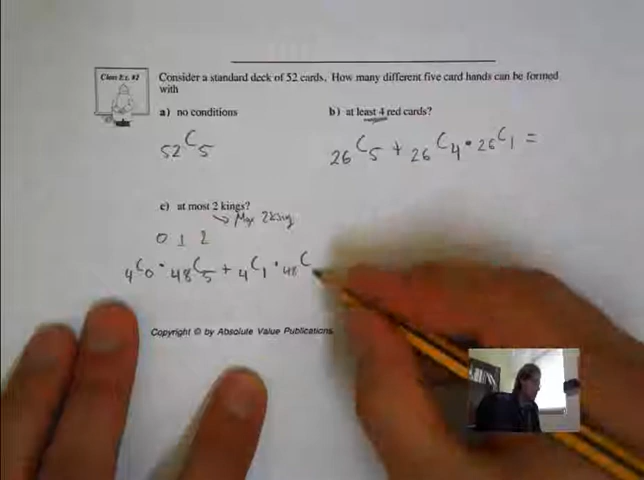 Class Ex. #2
Consider a standard deck of 52 cards. How many different five card hands can be formed
with
a) no conditions
b) at least 4 red cards?
52C5
26C5 + 26C4 · 26C1 =
c) at most 2 kings?
→ Max 2 king
0 1 2
4C0 · 48C5 + 4C1 · 48C
Copyright © by Absolute Value Publications